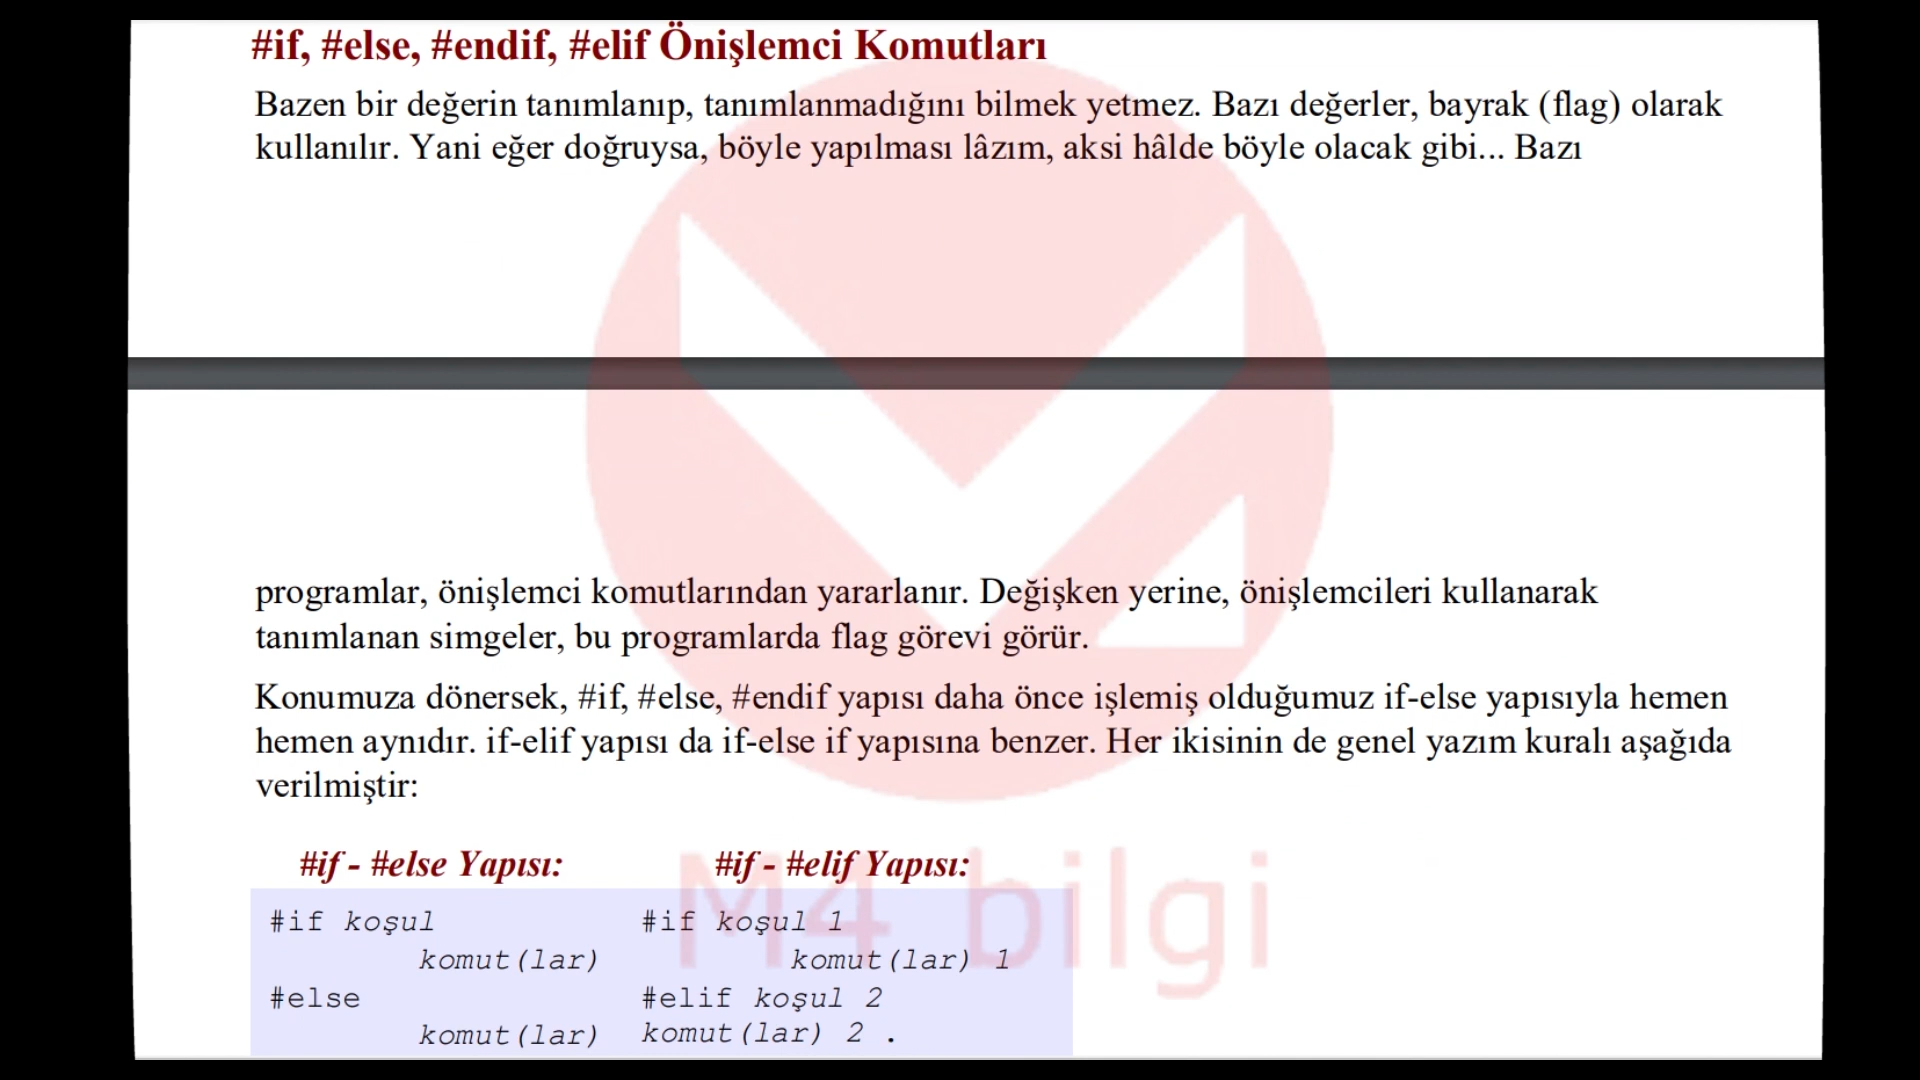 #if, #else, #endif, #elif Önişlemci Komutları
Bazen bir değerin tanımlanıp, tanımlanmadığını bilmek yetmez. Bazı değerler, bayrak (flag) olarak
kullanılır. Yani eğer doğruysa, böyle yapılması lâzım, aksi hâlde böyle olacak gibi... Bazı
programlar, önişlemci komutlarından yararlanır. Değişken yerine, önişlemcileri kullanarak
tanımlanan simgeler, bu programlarda flag görevi görür.
Konumuza dönersek, #if, #else, #endif yapısı daha önce işlemiş olduğumuz if-else yapısıyla hemen
hemen aynıdır. if-elif yapısı da if-else if yapısına benzer. Her ikisinin de genel yazım kuralı aşağıda
verilmiştir:
#if - #else Yapısı: #if - #elif Yapısı:
#if koşul #if koşul 1
komut(lar) komut(lar) 1
#else #elif koşul 2
komut(lar) komut(lar) 2 .
M4 bilgi